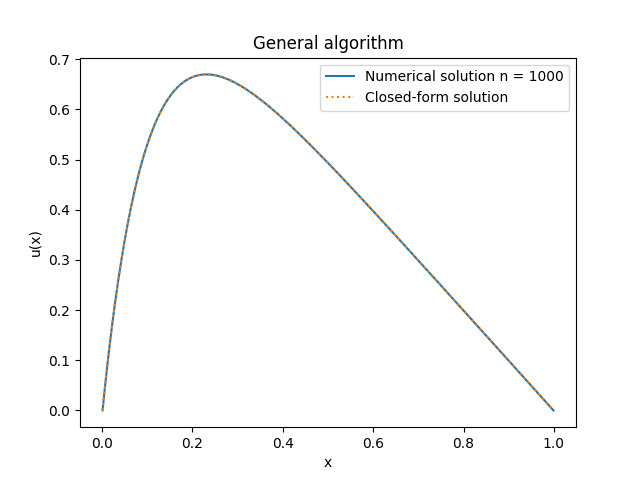 General algorithm
Numerical solution n = 1000
Closed-form solution
0.7
0.6
0.5
0.4
0.3
0.2
0.1
0.0
u(x)
0.0 0.2 0.4 0.6 0.8 1.0
x